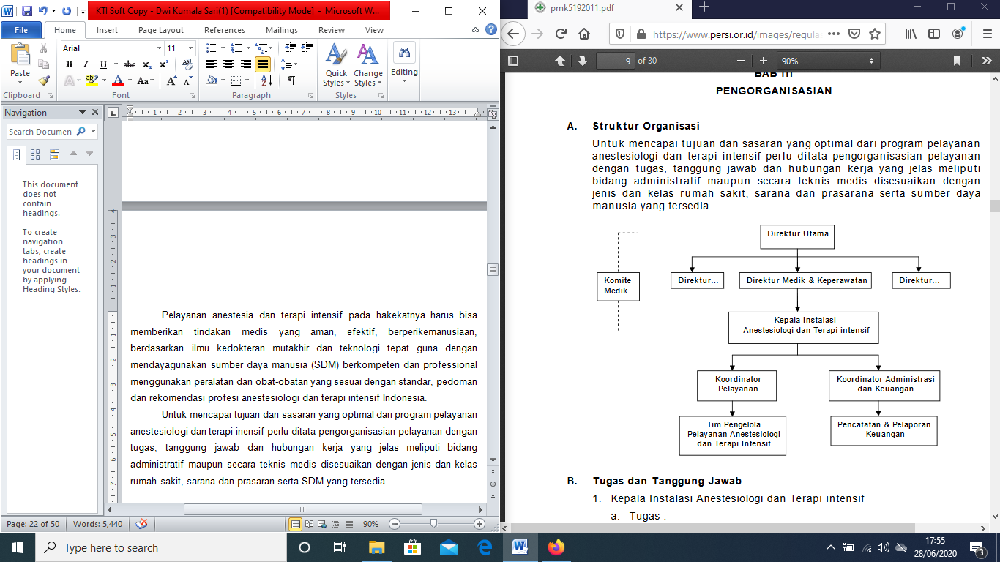 KTI Soft Copy - Dwi Kumala Sari(1) [Compatibility Mode] - Microsoft W...
File Home Insert Page Layout References Mailings Review View
Arial 11
Paste
Quick Styles
Change Styles
Editing
Clipboard Font Paragraph Styles
Navigation
Search Documen
This document
does not
contain
headings.
To create
navigation
tabs, create
headings in
your document
by applying
Heading Styles.
1 2 3 4 5 6 7 8 9 10 11 12 13
Pelayanan anestesia dan terapi intensif pada hakekatnya harus bisa
memberikan tindakan medis yang aman, efektif, berperikemanusiaan,
berdasarkan ilmu kedokteran mutakhir dan teknologi tepat guna dengan
mendayagunakan sumber daya manusia (SDM) berkompeten dan professional
menggunakan peralatan dan obat-obatan yang sesuai dengan standar, pedoman
dan rekomendasi profesi anestesiologi dan terapi intensif Indonesia.
Untuk mencapai tujuan dan sasaran yang optimal dari program pelayanan
anestesiologi dan terapi inensif perlu ditata pengorganisasian pelayanan dengan
tugas, tanggung jawab dan hubungan kerja yang jelas meliputi bidang
administratif maupun secara teknis medis disesuaikan dengan jenis dan kelas
rumah sakit, sarana dan prasaran serta SDM yang tersedia.
Page: 22 of 50 Words: 5,440 90%
pmk5192011.pdf
https://www.persi.or.id/images/regula
9 of 30 90%
BAB III
PENGORGANISASIAN
A. Struktur Organisasi
Untuk mencapai tujuan dan sasaran yang optimal dari program pelayanan
anestesiologi dan terapi intensif perlu ditata pengorganisasian pelayanan
dengan tugas, tanggung jawab dan hubungan kerja yang jelas meliputi
bidang administratif maupun secara teknis medis disesuaikan dengan
jenis dan kelas rumah sakit, sarana dan prasarana serta sumber daya
manusia yang tersedia.
Direktur Utama
Komite
Medik
Direktur...
Direktur Medik & Keperawatan
Direktur...
Kepala Instalasi
Anestesiologi dan Terapi intensif
Koordinator
Pelayanan
Koordinator Administrasi
dan Keuangan
Tim Pengelola
Pelayanan Anestesiologi
dan Terapi Intensif
Pencatatan & Pelaporan
Keuangan
B. Tugas dan Tanggung Jawab
1. Kepala Instalasi Anestesiologi dan Terapi intensif
a. Tugas :
Type here to search
17:55
28/06/2020
3